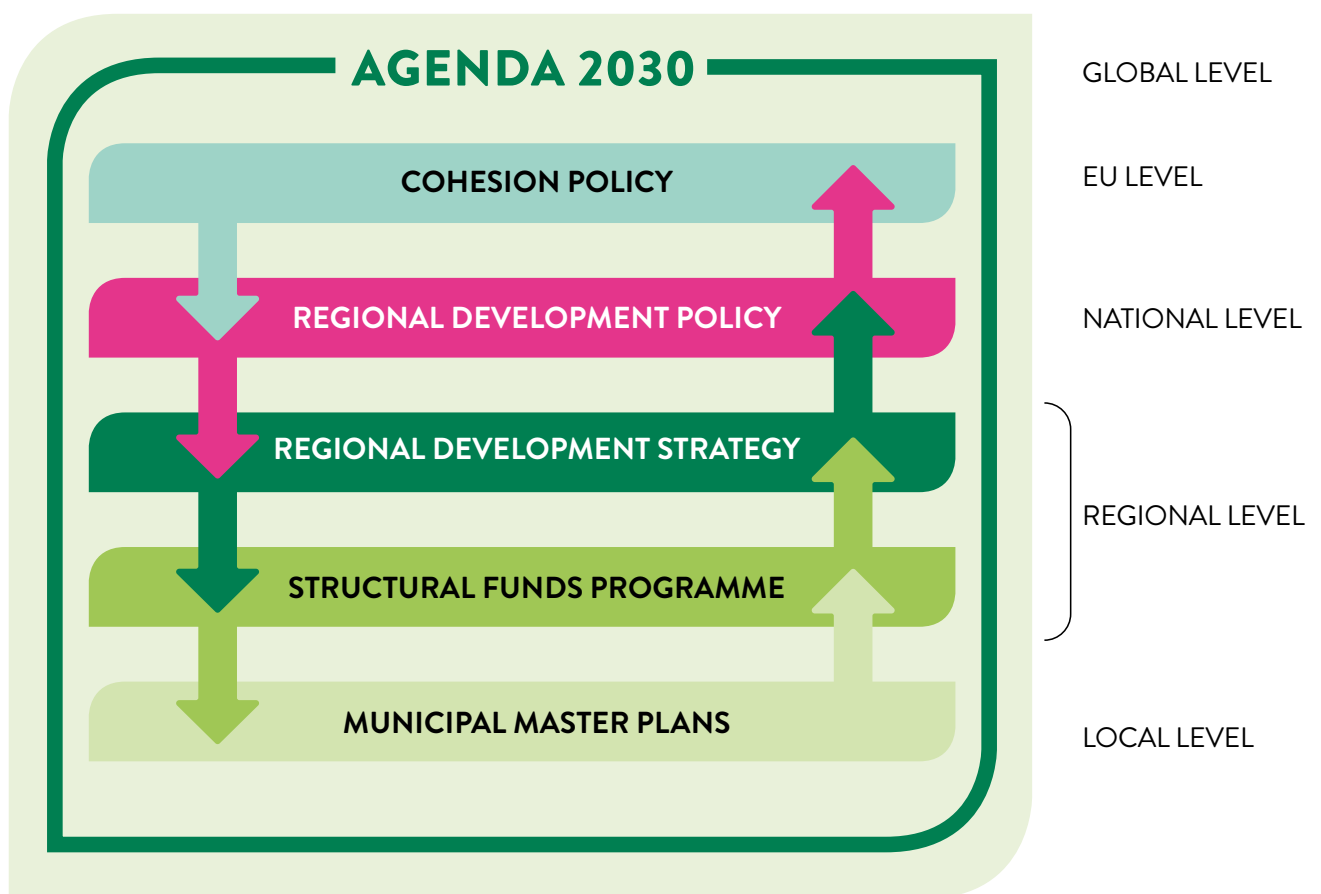 AGENDA 2030
GLOBAL LEVEL
COHESION POLICY
EU LEVEL
REGIONAL DEVELOPMENT POLICY
NATIONAL LEVEL
REGIONAL DEVELOPMENT STRATEGY
REGIONAL LEVEL
STRUCTURAL FUNDS PROGRAMME
MUNICIPAL MASTER PLANS
LOCAL LEVEL